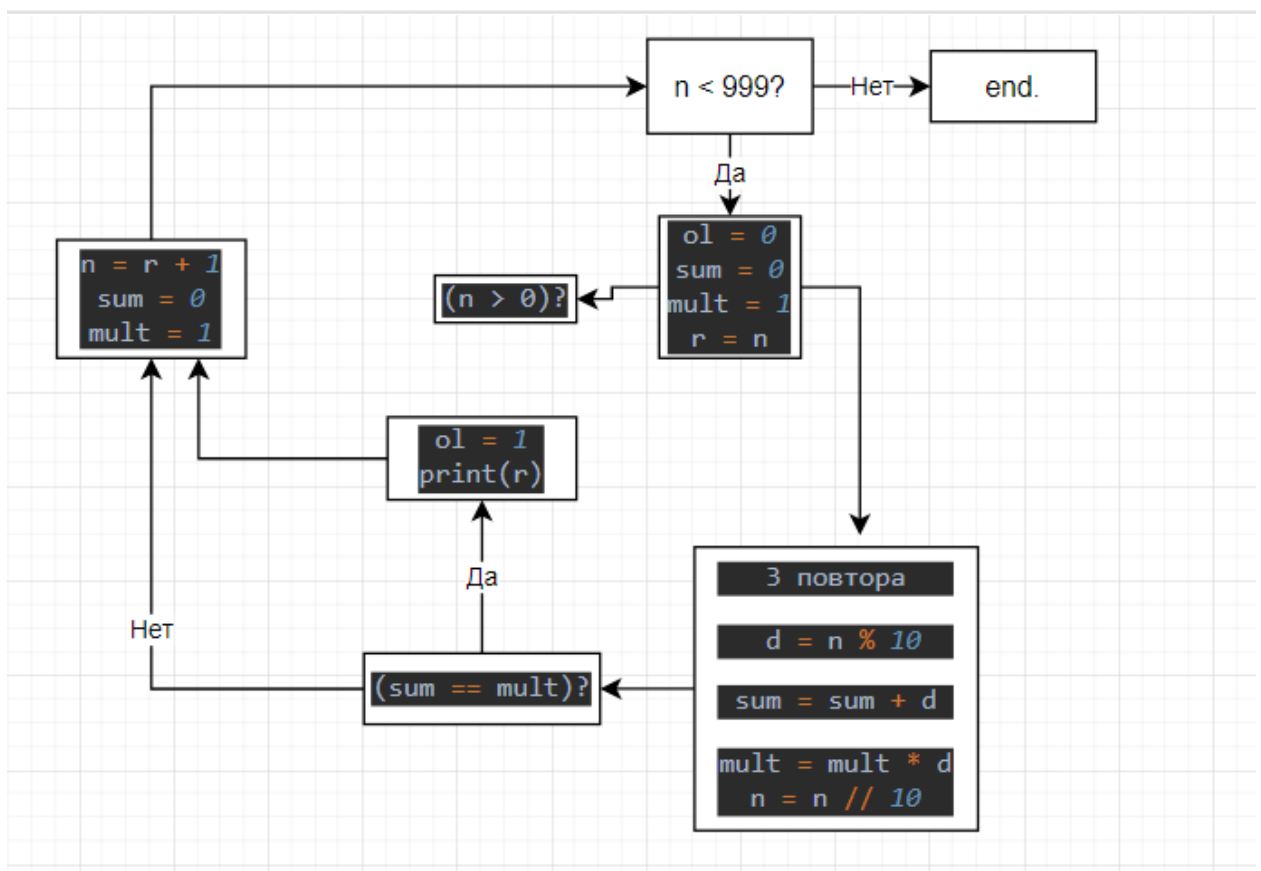 n < 999?
Нет
end.
Да
ol = 0
sum = 0
mult = 1
r = n
n = r + 1
sum = 0
mult = 1
(n > 0)?
ol = 1
print(r)
Да
Нет
(sum == mult)?
3 повтора
d = n % 10
sum = sum + d
mult = mult * d
n = n // 10